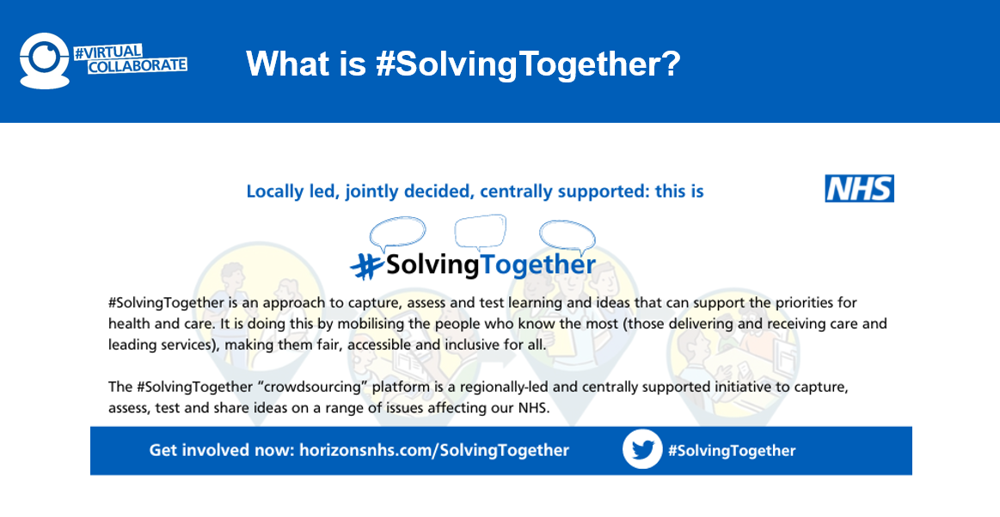 #VIRTUAL
COLLABORATE
What is #SolvingTogether?
Locally led, jointly decided, centrally supported: this is
NHS
#SolvingTogether
#SolvingTogether is an approach to capture, assess and test learning and ideas that can support the priorities for
health and care. It is doing this by mobilising the people who know the most (those delivering and receiving care and
leading services), making them fair, accessible and inclusive for all.
The #SolvingTogether “crowdsourcing” platform is a regionally-led and centrally supported initiative to capture,
assess, test and share ideas on a range of issues affecting our NHS.
Get involved now: horizonsnhs.com/SolvingTogether
#SolvingTogether